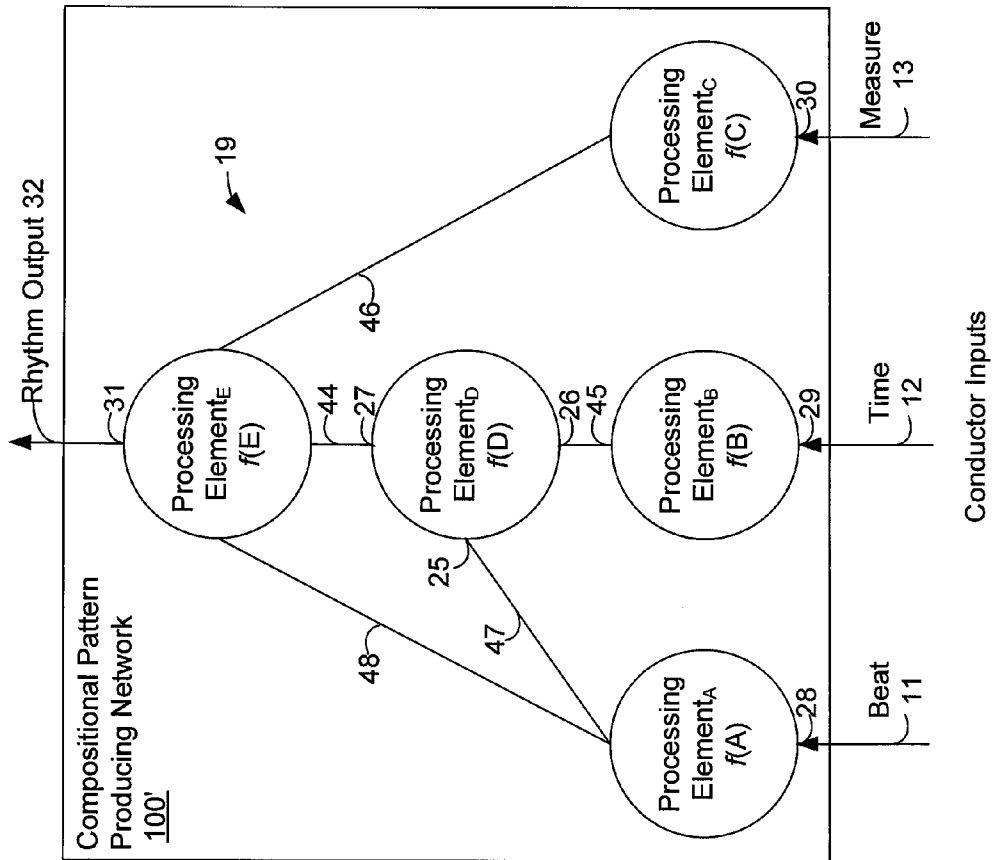 Compositional Pattern
Producing Network
100'
Rhythm Output 32
31
Processing
Element_E
f(E)
19
48
44
27
46
Processing
Element_D
f(D)
25
26
47
45
Processing
Element_A
f(A)
28
Processing
Element_B
f(B)
29
Processing
Element_C
f(C)
30
Beat
11
Time
12
Measure
13
Conductor Inputs